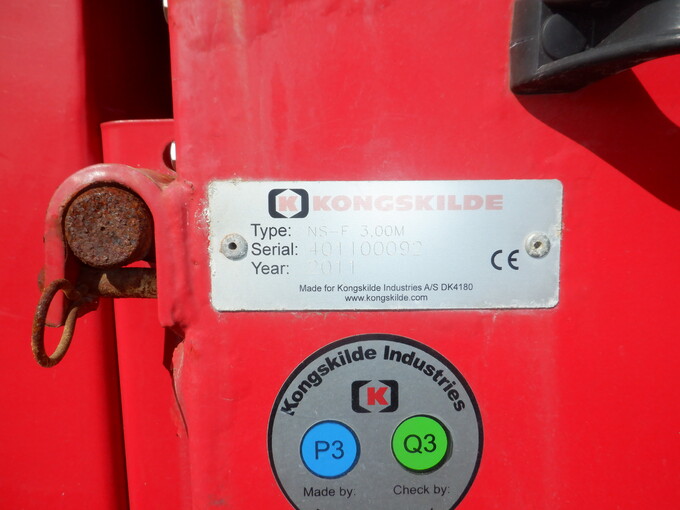 K KONGSKILDE
Type: NS-F 3.00M
Serial: 401100092
Year: 2011
CE
Made for Kongskilde Industries A/S DK4180
www.kongskilde.com
Kongskilde Industries
K
P3 Q3
Made by: Check by: